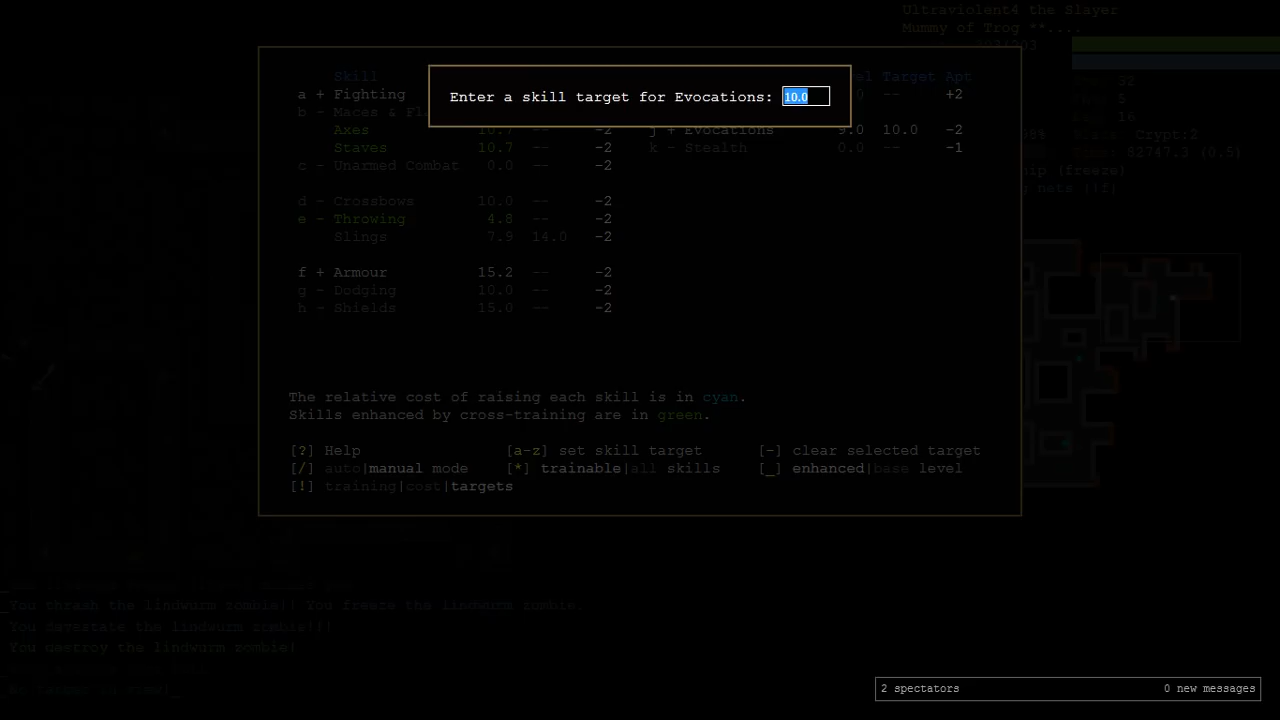 Ultraviolent4 the Slayer
Mummy of Trog **....
Enter a skill target for Evocations: 10.0
Skill
Target Apt
a + Fighting +2
b - Maces & Fl
Axes 10.7 -- -2
j + Evocations 9.0 10.0 -2
Staves 10.7 -- -2
k - Stealth 0.0 -- -1
c - Unarmed Combat 0.0 -- -2
d - Crossbows 10.0 -- -2
e - Throwing 4.8 -- -2
Slings 7.9 14.0 -2
f + Armour 15.2 -- -2
g - Dodging 10.0 -- -2
h - Shields 15.0 -- -2
Crypt:2
82747.3 (0.5)
The relative cost of raising each skill is in cyan.
Skills enhanced by cross-training are in green.
[?] Help [a-z] set skill target [-] clear selected target
[/] auto|manual mode [*] trainable|all skills [_] enhanced|base level
[!] training|cost|targets
You thrash the lindwurm zombie!! You freeze the lindwurm zombie.
You devastate the lindwurm zombie!!!
You destroy the lindwurm zombie!
2 spectators 0 new messages